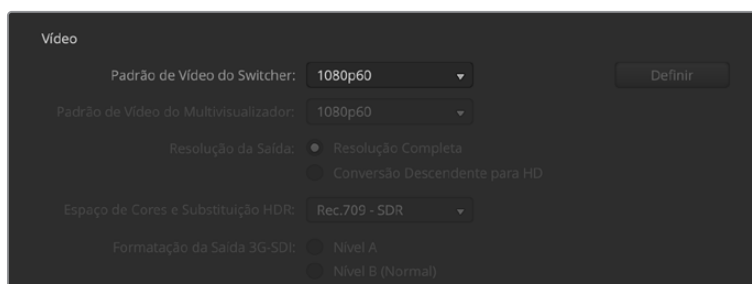 Vídeo
Padrão de Vídeo do Switcher: 1080p60 Definir
Padrão de Vídeo do Multivisualizador: 1080p60
Resolução da Saída: Resolução Completa
Conversão Descendente para HD
Espaço de Cores e Substituição HDR: Rec.709 - SDR
Formatação da Saída 3G-SDI: Nível A
Nível B (Normal)